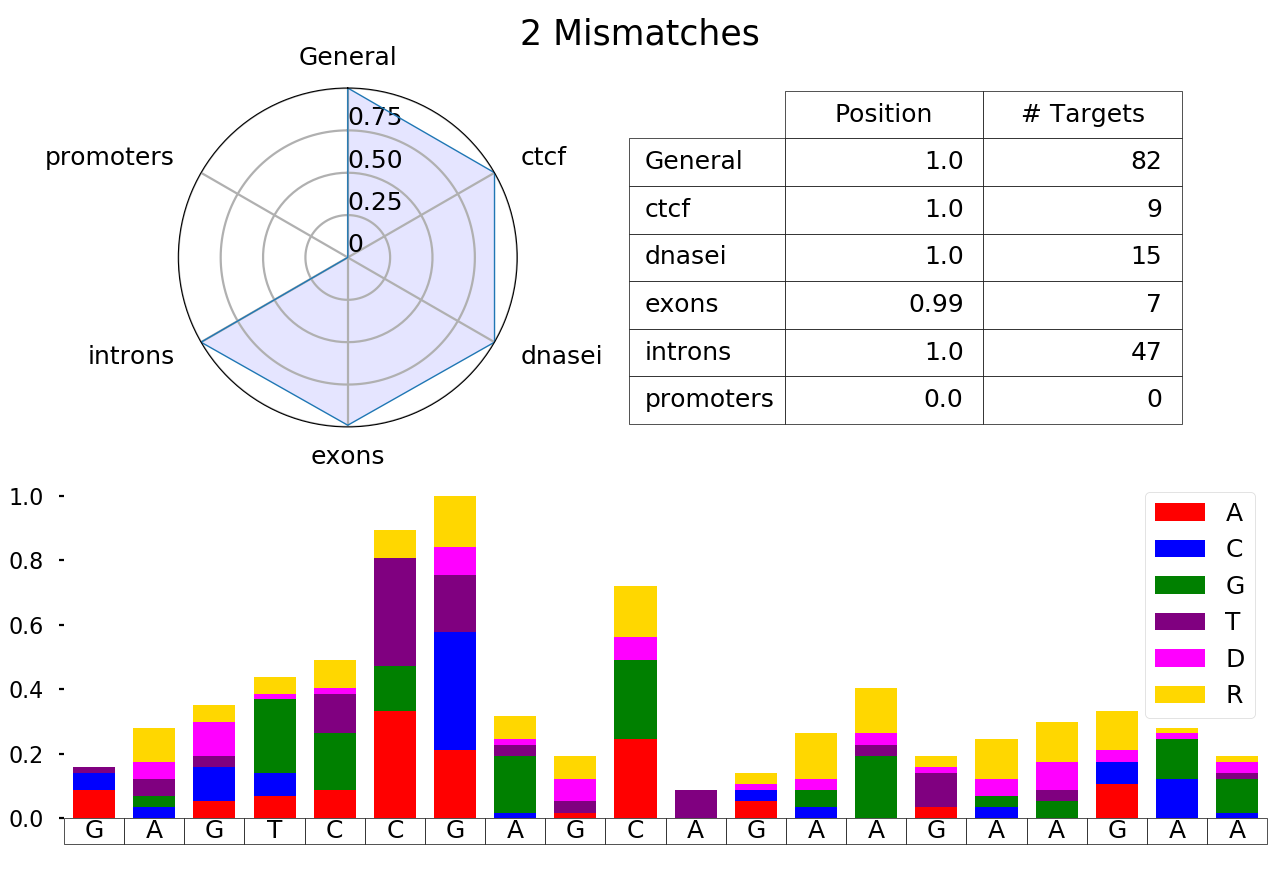 2 Mismatches
General
promoters
ctcf
0.75
0.50
0.25
0
introns
dnasei
exons
Position # Targets
General 1.0 82
ctcf 1.0 9
dnasei 1.0 15
exons 0.99 7
introns 1.0 47
promoters 0.0 0
1.0
0.8
0.6
0.4
0.2
0.0
A
C
G
T
D
R
G A G T C C G A G C A G A A G A A G A A